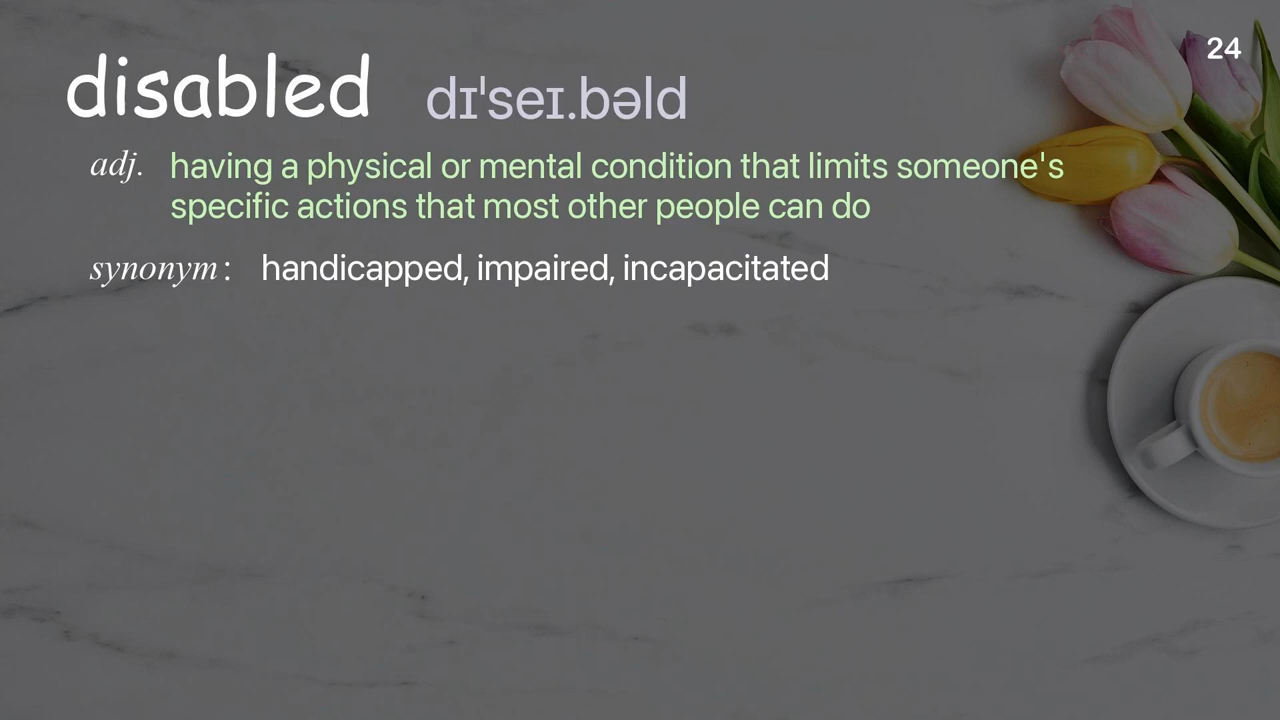 24
disabled dɪˈseɪ.bəld
adj. having a physical or mental condition that limits someone's
specific actions that most other people can do
synonym: handicapped, impaired, incapacitated